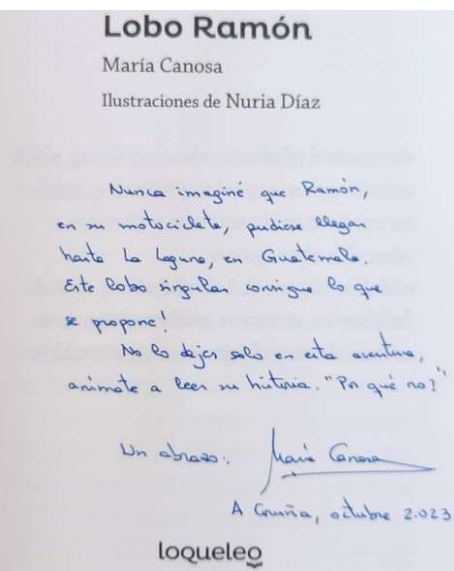 Lobo Ramón
María Canosa
Ilustraciones de Nuria Díaz
Nunca imaginé que Ramón,
en su motocicleta, pudiese llegar
hasta La Laguna, en Guatemala.
Este lobo singular consigue lo que
se propone!
No lo dejes solo en esta aventura,
anímate a leer su historia. "Por qué no?"
Un abrazo:
María Canosa
A Coruña, octubre 2.023
loqueleo